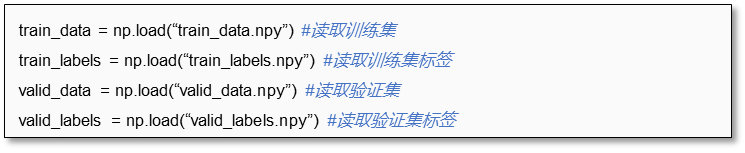 train_data = np.load(“train_data.npy”) #读取训练集
train_labels = np.load(“train_labels.npy”) #读取训练集标签
valid_data = np.load(“valid_data.npy”) #读取验证集
valid_labels = np.load(“valid_labels.npy”) #读取验证集标签